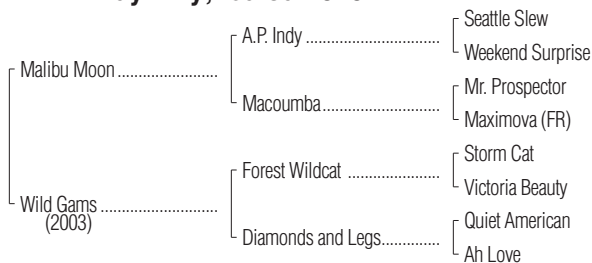 Seattle Slew
A.P. Indy
Weekend Surprise
Malibu Moon
Mr. Prospector
Macoumba
Maximova (FR)
Storm Cat
Forest Wildcat
Victoria Beauty
Wild Gams
(2003)
Quiet American
Diamonds and Legs
Ah Love